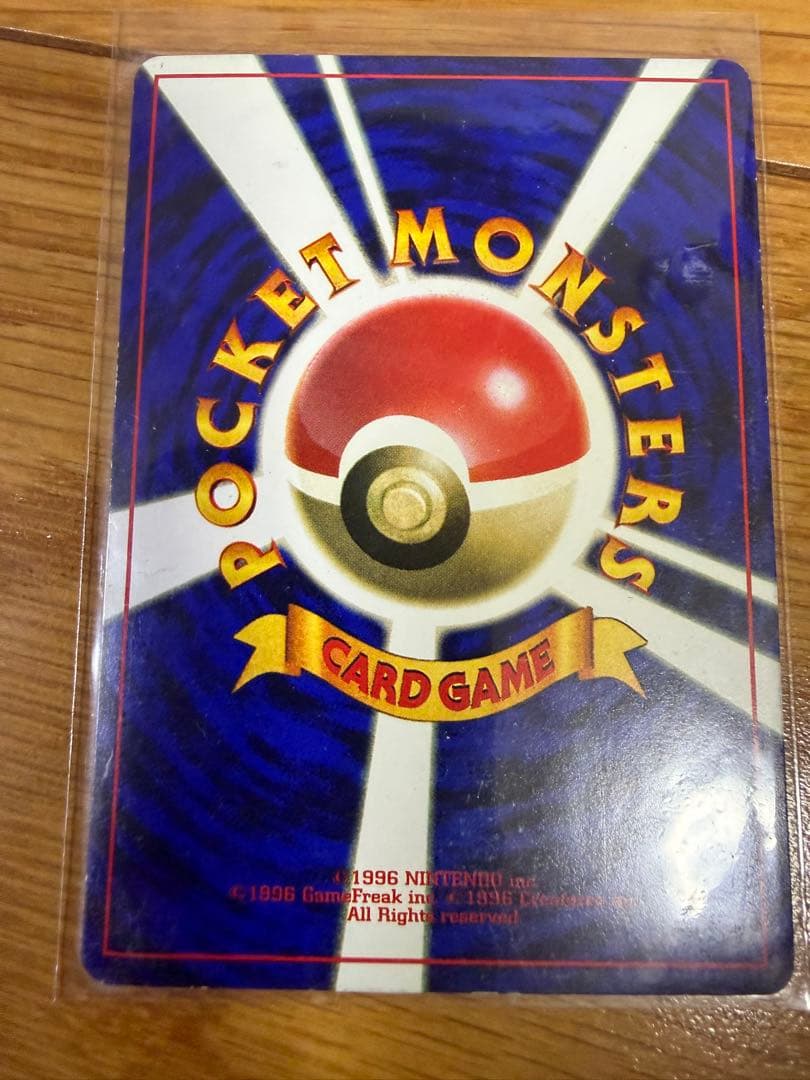 POCKET MONSTERS
CARD GAME
©1996 NINTENDO inc.
©1996 GameFreak inc. ©1996 Creatures inc.
All Rights reserved